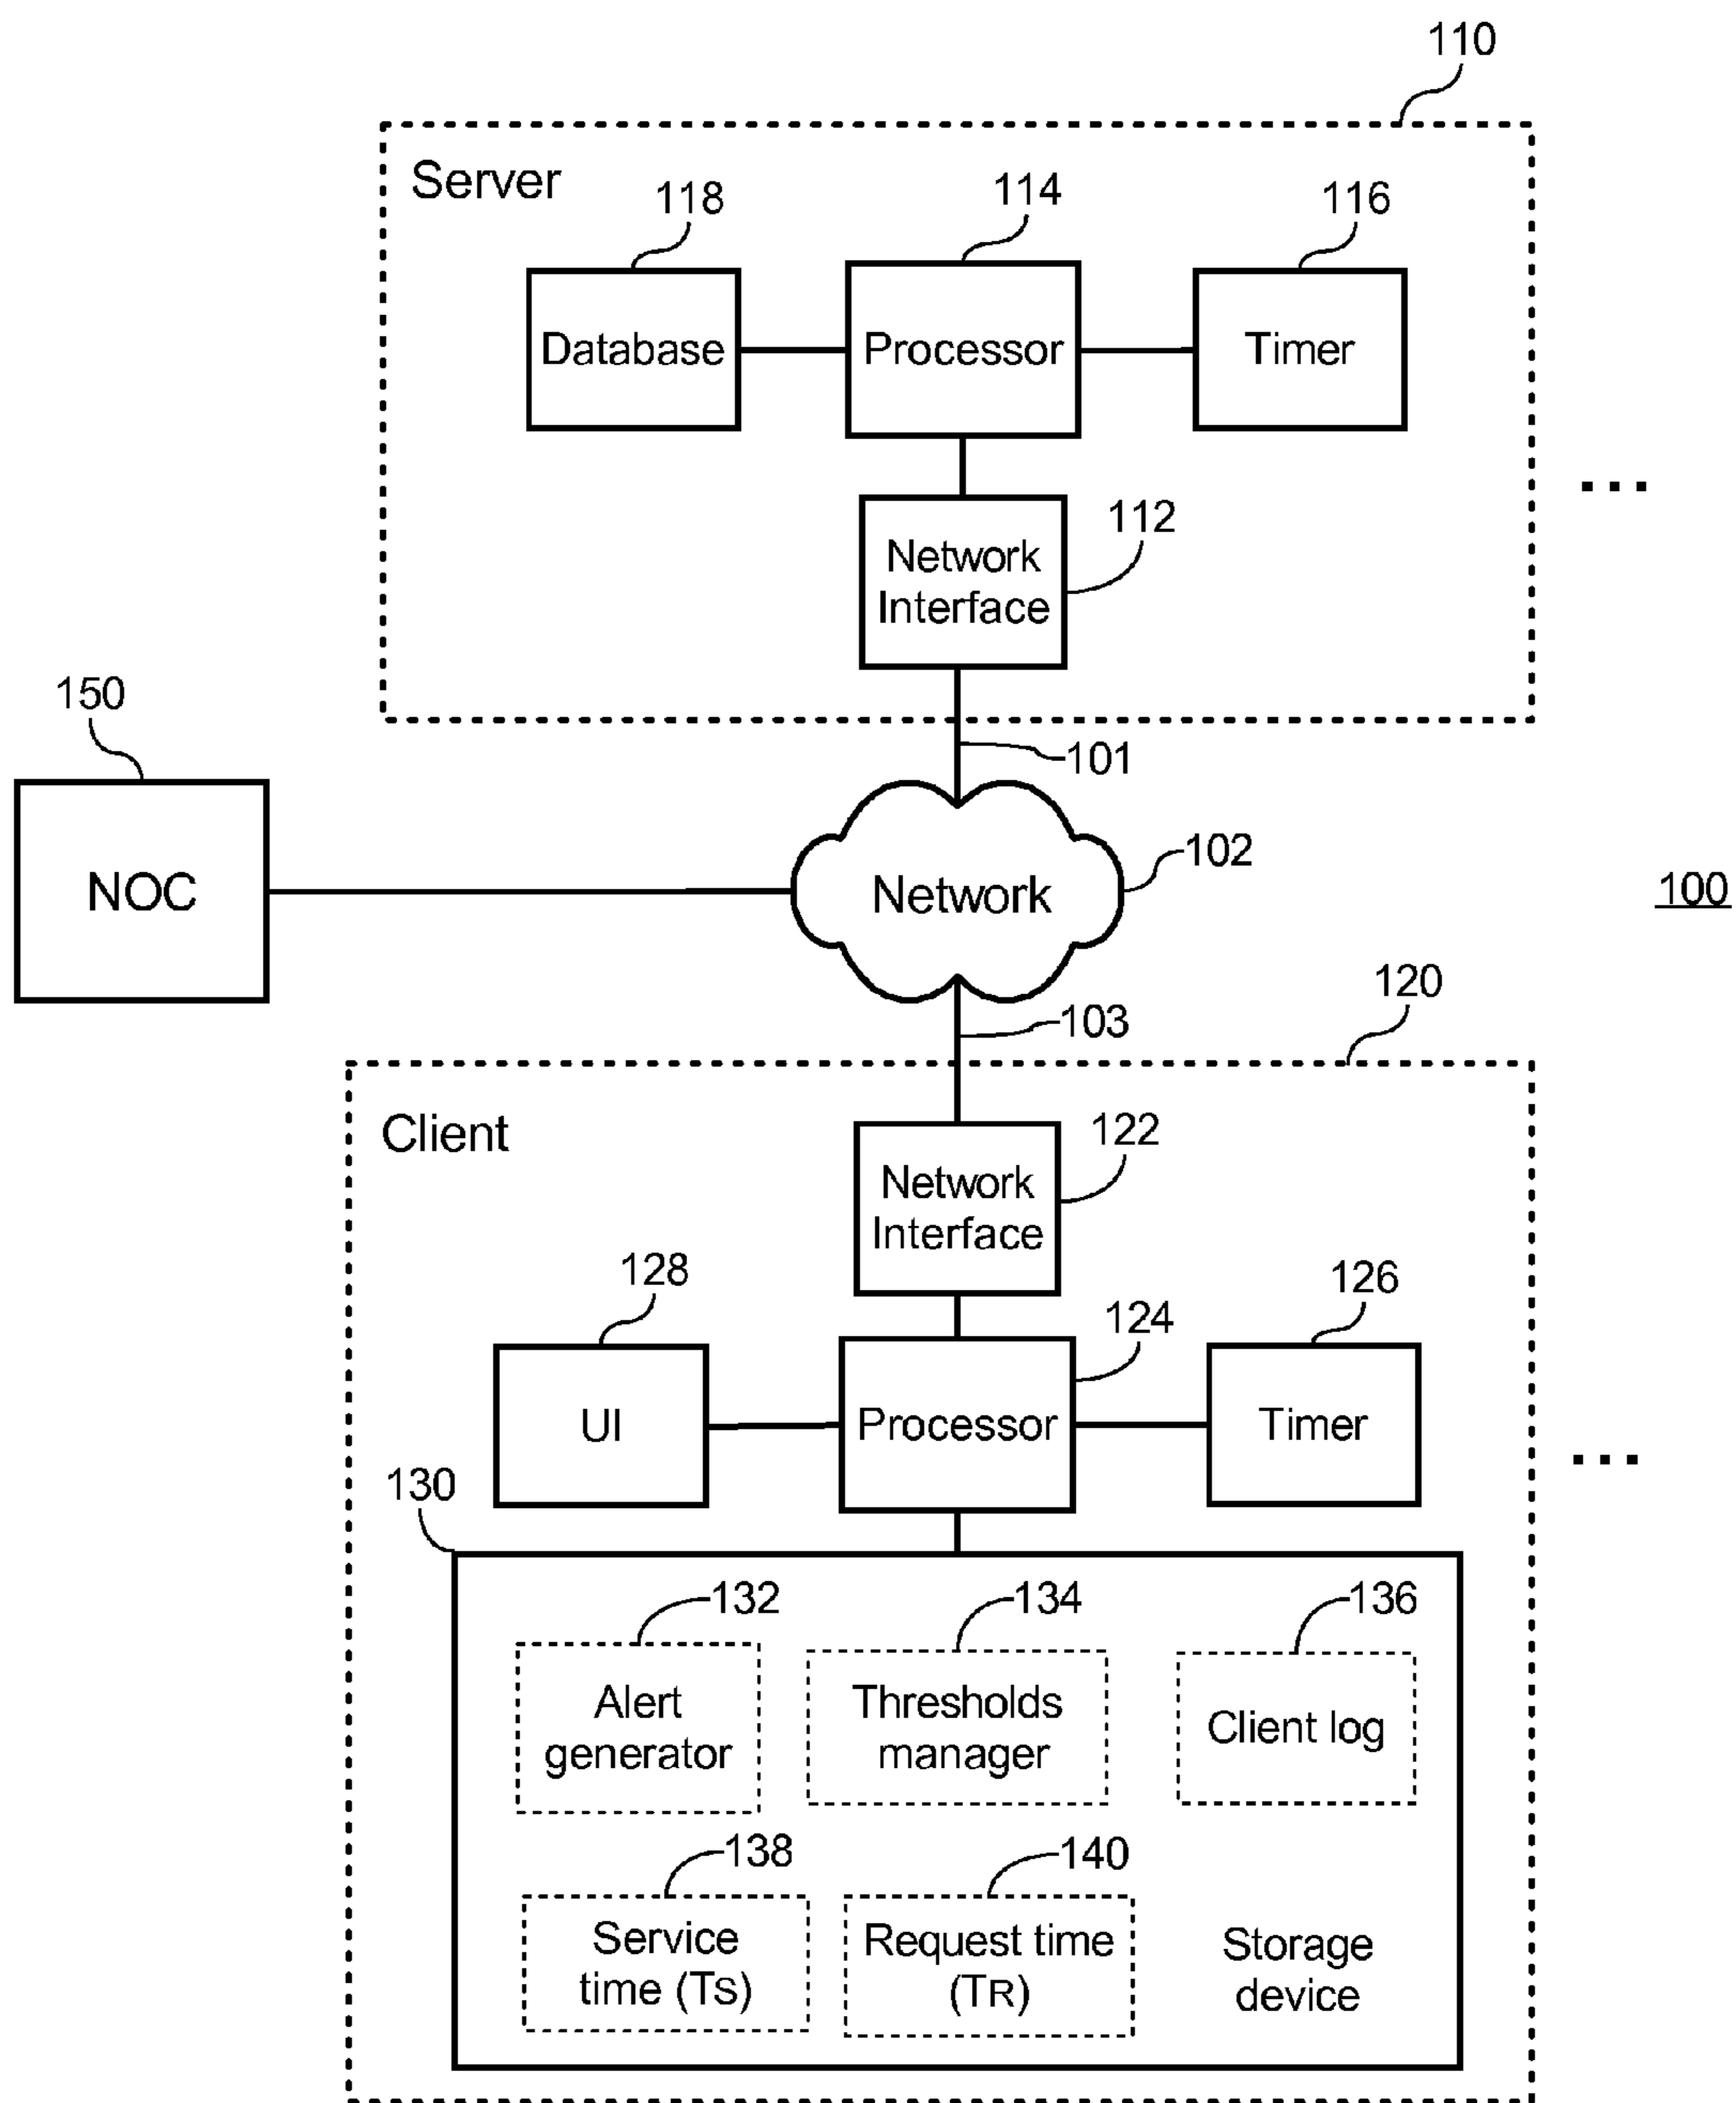 110
Server
118
114
116
Database
Processor
Timer
...
112
Network
Interface
150
101
NOC
102
Network
100
120
103
Client
122
Network
Interface
128
126
124
UI
Processor
Timer
...
130
132
134
136
Alert
generator
Thresholds
manager
Client log
138
140
Service
time (TS)
Request time
(TR)
Storage
device